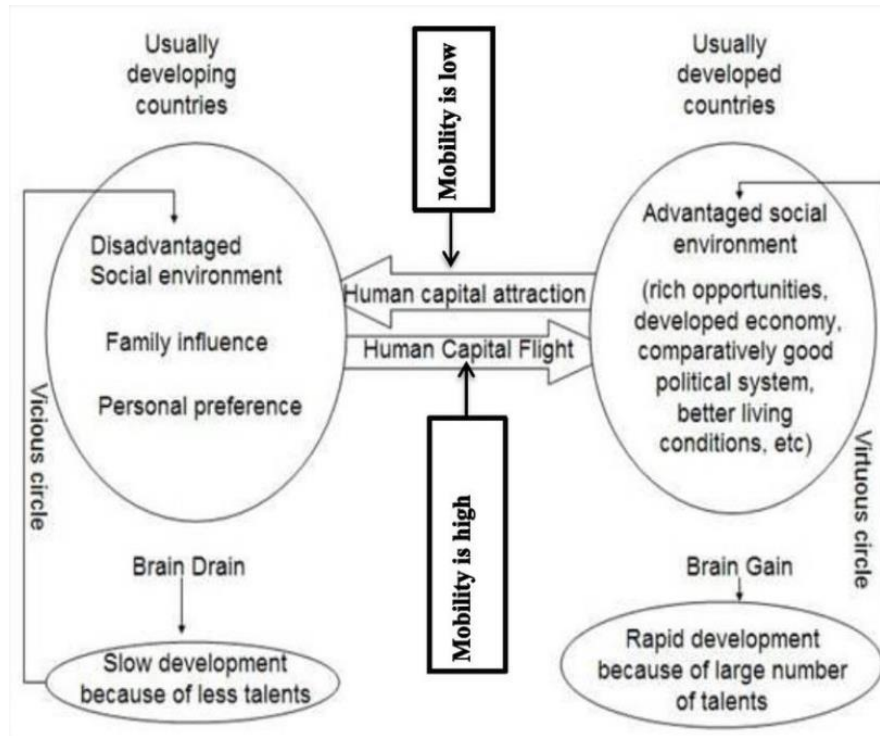 Usually
developing
countries
Mobility is low
Usually
developed
countries
Disadvantaged
Social environment
Family influence
Personal preference
Human capital attraction
Human Capital Flight
Advantaged social
environment
(rich opportunities,
developed economy,
comparatively good
political system,
better living
conditions, etc)
Vicious circle
Virtuous circle
Mobility is high
Brain Drain
Slow development
because of less talents
Brain Gain
Rapid development
because of large number
of talents